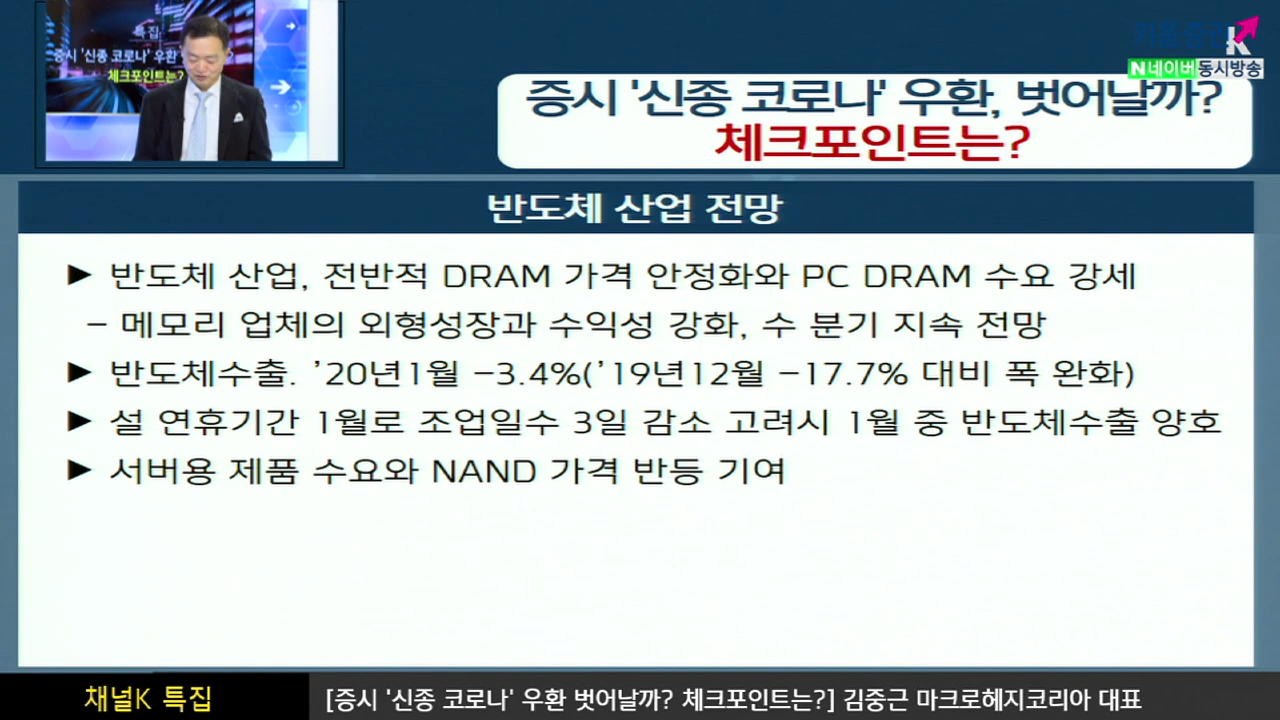 특집
증시 '신종 코로나' 우환
체크포인트는?
키움증권
K
N 네이버 동시방송
증시 '신종 코로나' 우환, 벗어날까?
체크포인트는?
반도체 산업 전망
▶ 반도체 산업, 전반적 DRAM 가격 안정화와 PC DRAM 수요 강세
– 메모리 업체의 외형성장과 수익성 강화, 수 분기 지속 전망
▶ 반도체수출. ’20년1월 –3.4%(’19년12월 –17.7% 대비 폭 완화)
▶ 설 연휴기간 1월로 조업일수 3일 감소 고려시 1월 중 반도체수출 양호
▶ 서버용 제품 수요와 NAND 가격 반등 기여
채널K 특집
[증시 '신종 코로나' 우환 벗어날까? 체크포인트는?] 김중근 마크로헤지코리아 대표